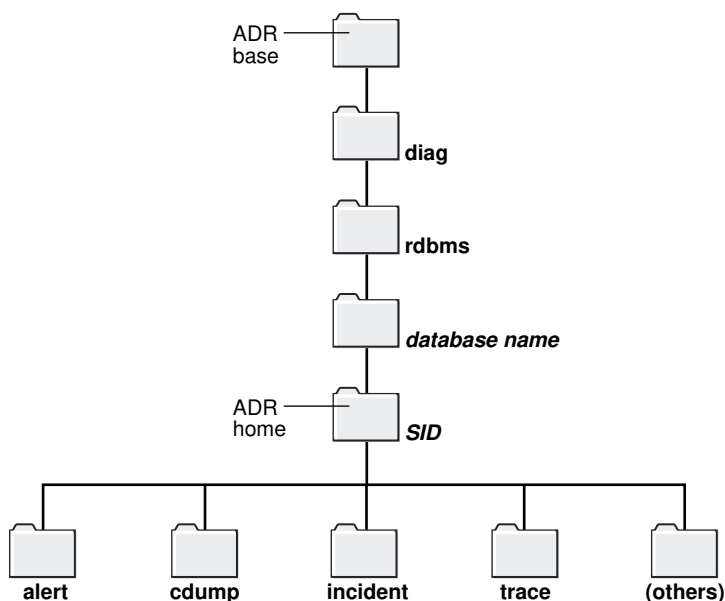 ADR
base
diag
rdbms
database name
ADR
home
SID
alert
cdump
incident
trace
(others)